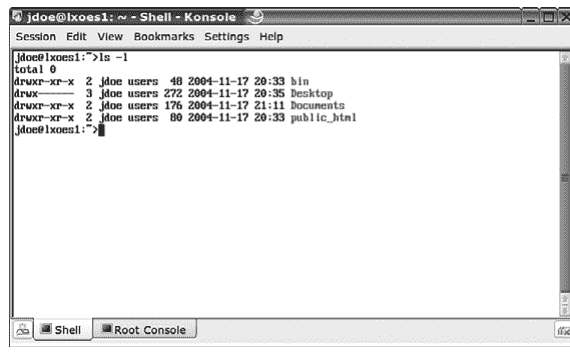 jdoe@lxoes1: ~ - Shell - Konsole
Session Edit View Bookmarks Settings Help
jdoe@lxoes1:~>ls -l
total 0
drwxr-xr-x 2 jdoe users 48 2004-11-17 20:33 bin
drwx------ 3 jdoe users 272 2004-11-17 20:35 Desktop
drwxr-xr-x 2 jdoe users 176 2004-11-17 21:11 Documents
drwxr-xr-x 2 jdoe users 80 2004-11-17 20:33 public_html
jdoe@lxoes1:~>
Shell Root Console